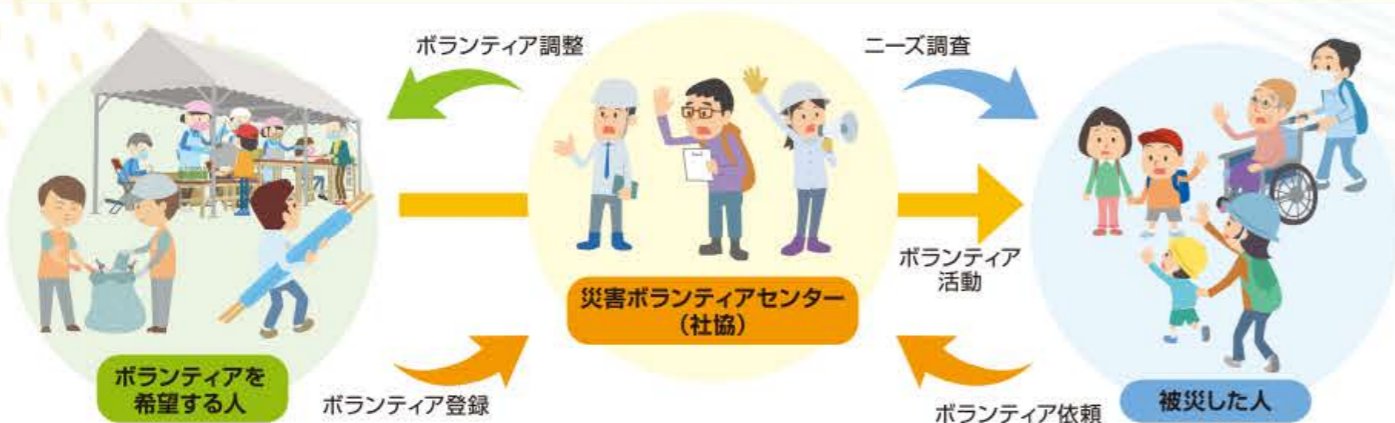 ボランティア調整
ニーズ調査
ボランティア
活動
災害ボランティアセンター
（社協）
ボランティアを
希望する人
ボランティア登録
ボランティア依頼
被災した人